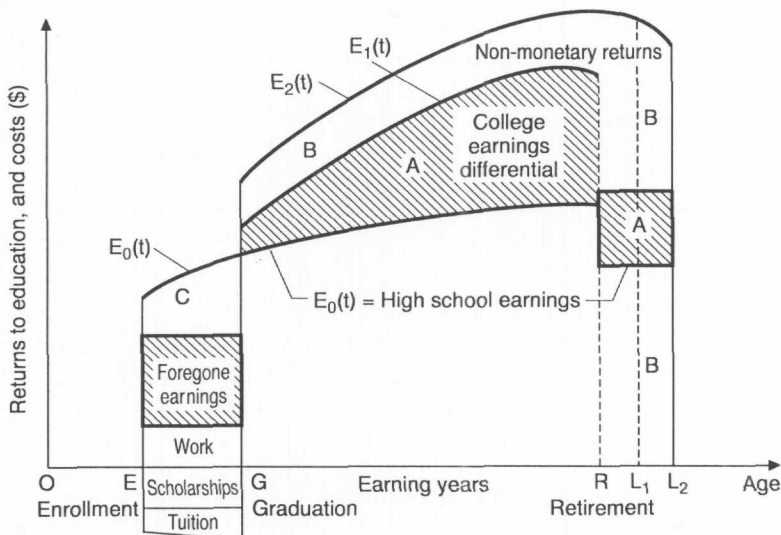 Returns to education, and costs ($)
E₁(t)
Non-monetary returns
E₂(t)
B
College
earnings
differential
B
A
A
E₀(t)
C
E₀(t) = High school earnings
Foregone
earnings
B
Work
O
E
Scholarships
G
Earning years
R
L₁
L₂
Age
Enrollment
Graduation
Retirement
Tuition